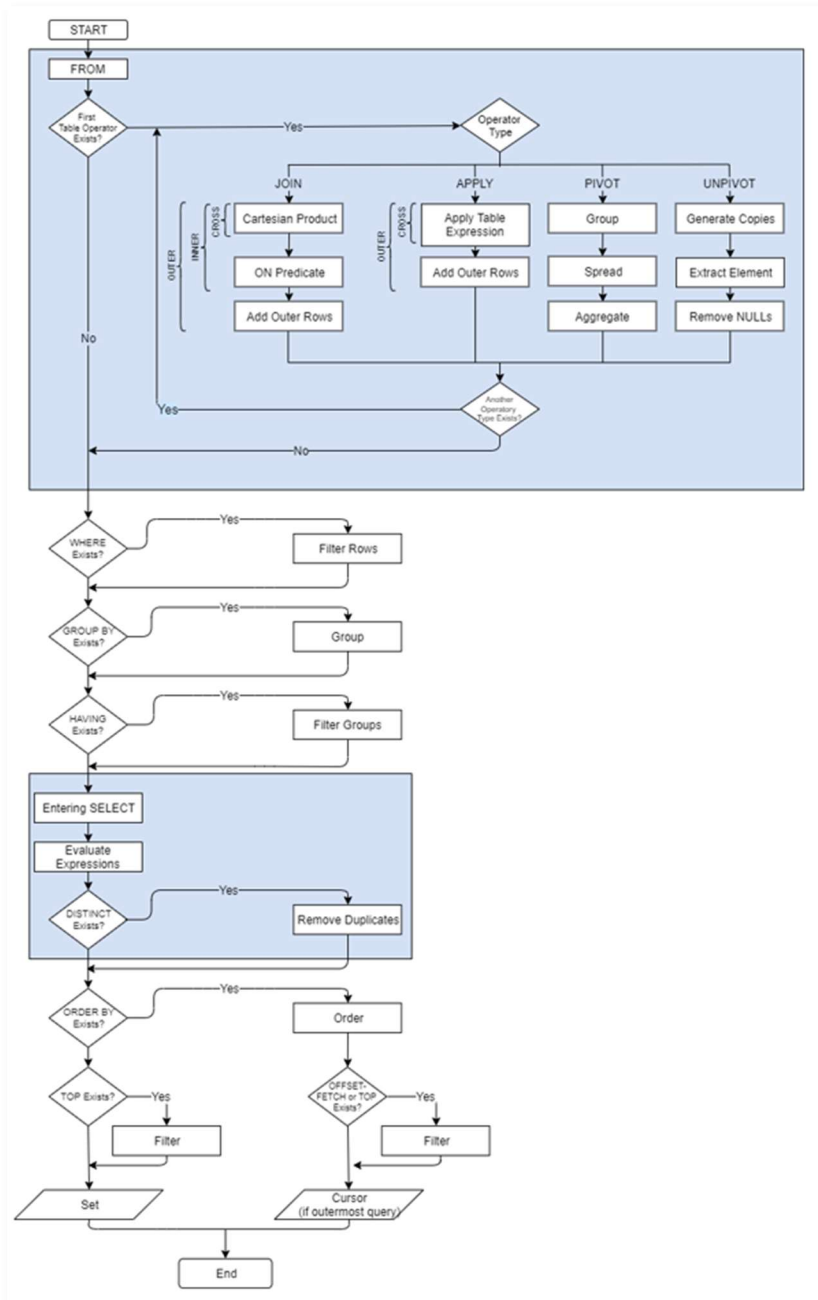 START
FROM
First
Table Operator
Exists?
Yes
Operator
Type
JOIN
APPLY
PIVOT
UNPIVOT
OUTER
INNER
CROSS
Cartesian Product
ON Predicate
Add Outer Rows
OUTER
CROSS
Apply Table
Expression
Add Outer Rows
Group
Spread
Aggregate
Generate Copies
Extract Element
Remove NULLs
No
Another
Operatory
Type Exists?
Yes
No
WHERE
Exists?
Yes
Filter Rows
GROUP BY
Exists?
Yes
Group
HAVING
Exists?
Yes
Filter Groups
Entering SELECT
Evaluate
Expressions
DISTINCT
Exists?
Yes
Remove Duplicates
ORDER BY
Exists?
Yes
Order
TOP Exists?
Yes
Filter
OFFSET-
FETCH or TOP
Exists?
Yes
Filter
Set
Cursor
(if outermost query)
End